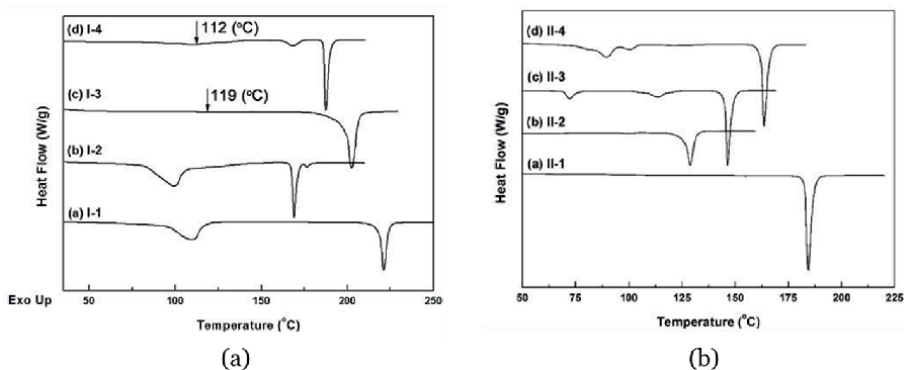 (a)
(d) I-4
112 (°C)
(c) I-3
119 (°C)
(b) I-2
(a) I-1
Heat Flow (W/g)
Exo Up
50 100 150 200 250
Temperature (°C)
(a)
(d) II-4
(c) II-3
(b) II-2
(a) II-1
Heat Flow (W/g)
50 75 100 125 150 175 200 225
Temperature (°C)
(b)